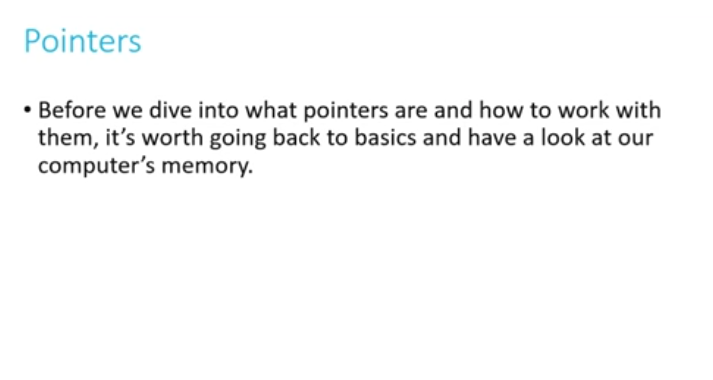 Pointers
• Before we dive into what pointers are and how to work with
them, it’s worth going back to basics and have a look at our
computer’s memory.